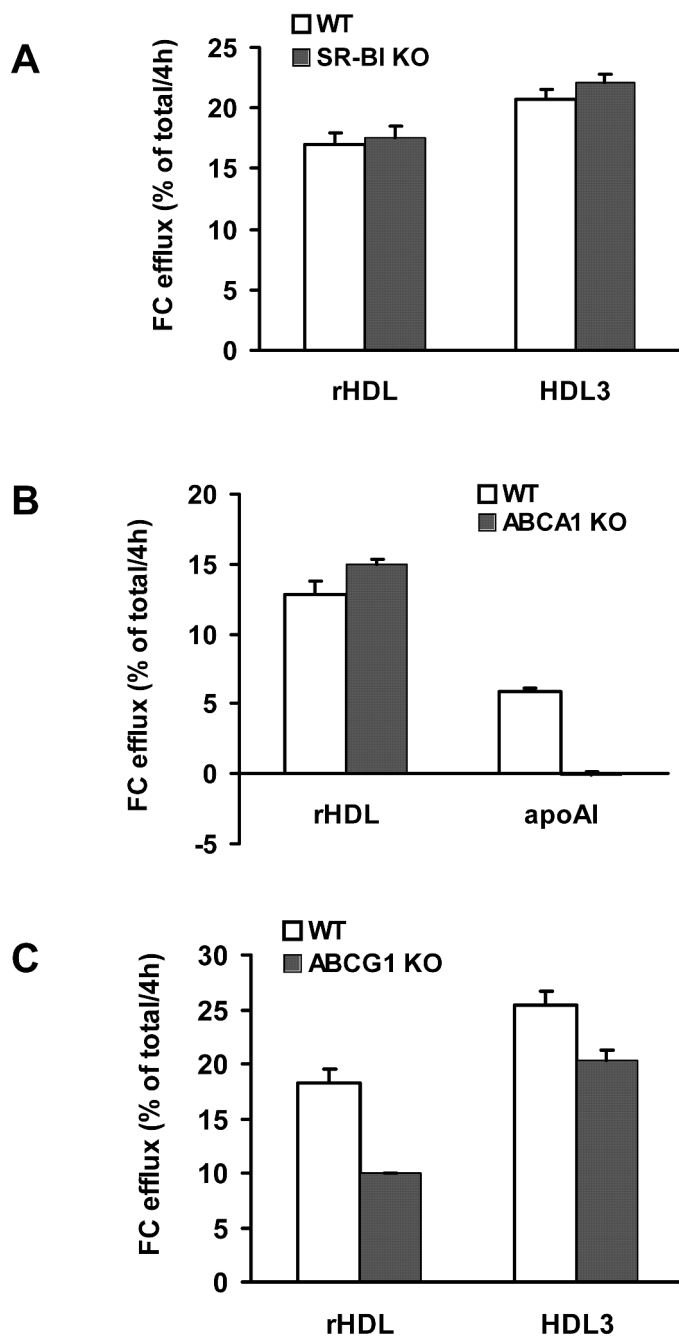 A
WT
SR-BI KO
FC efflux (% of total/4h)
25
20
15
10
5
0
rHDL HDL3
B
WT
ABCA1 KO
FC efflux (% of total/4h)
20
15
10
5
0
-5
rHDL apoAI
C
WT
ABCG1 KO
FC efflux (% of total/4h)
30
25
20
15
10
5
0
rHDL HDL3